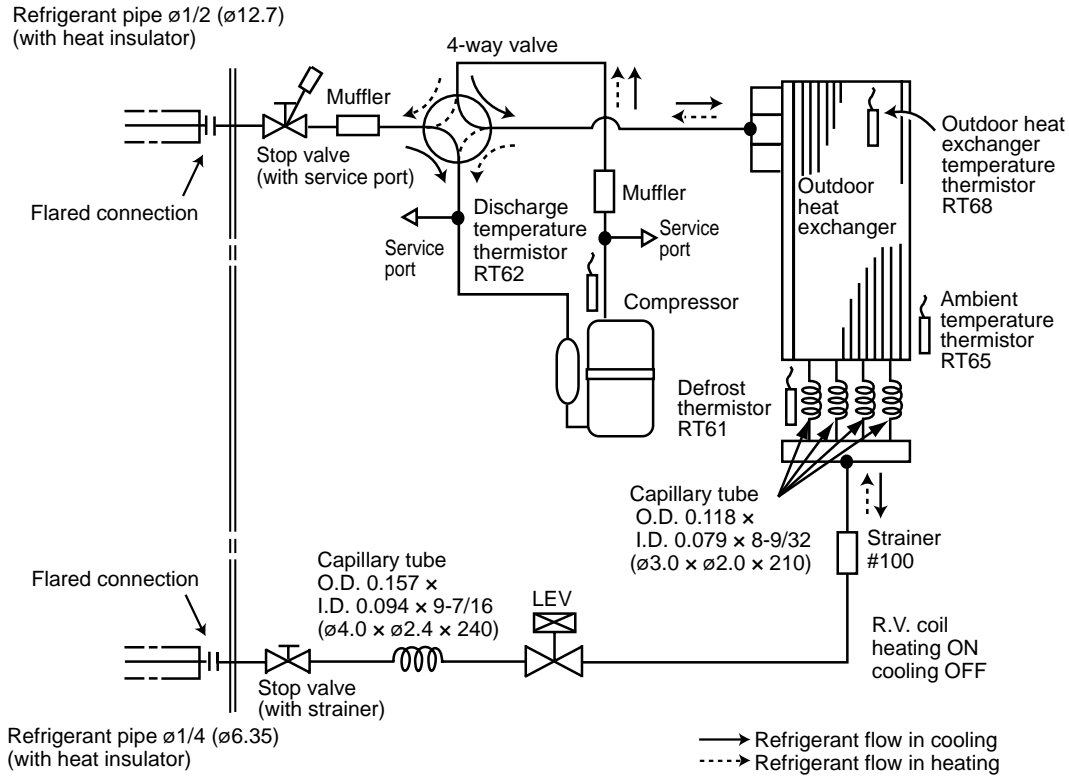 Refrigerant pipe ø1/2 (ø12.7)
(with heat insulator)
4-way valve
Muffler
Stop valve
(with service port)
Flared connection
Service
port
Discharge
temperature
thermistor
RT62
Muffler
Service
port
Compressor
Outdoor
heat
exchanger
Outdoor heat
exchanger
temperature
thermistor
RT68
Ambient
temperature
thermistor
RT65
Defrost
thermistor
RT61
Capillary tube
O.D. 0.118 ×
I.D. 0.079 × 8-9/32
(ø3.0 × ø2.0 × 210)
Strainer
#100
Flared connection
Capillary tube
O.D. 0.157 ×
I.D. 0.094 × 9-7/16
(ø4.0 × ø2.4 × 240)
LEV
R.V. coil
heating ON
cooling OFF
Stop valve
(with strainer)
Refrigerant pipe ø1/4 (ø6.35)
(with heat insulator)
Refrigerant flow in cooling
Refrigerant flow in heating